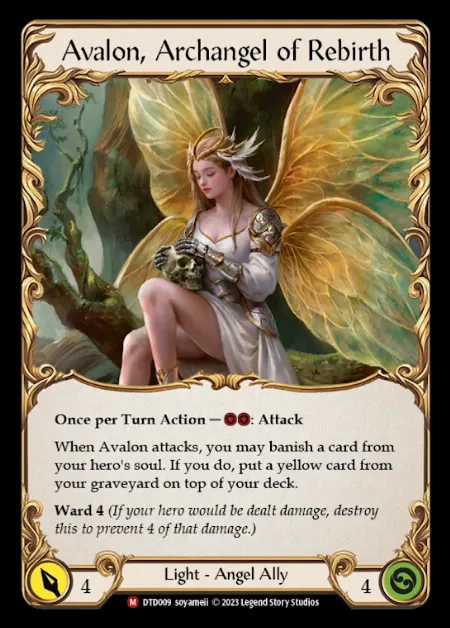 Avalon, Archangel of Rebirth
Once per Turn Action — : Attack
When Avalon attacks, you may banish a card from
your hero's soul. If you do, put a yellow card from
your graveyard on top of your deck.
Ward 4 (If your hero would be dealt damage, destroy
this to prevent 4 of that damage.)
4 Light - Angel Ally 4
M DTD009 soyameii © 2023 Legend Story Studios